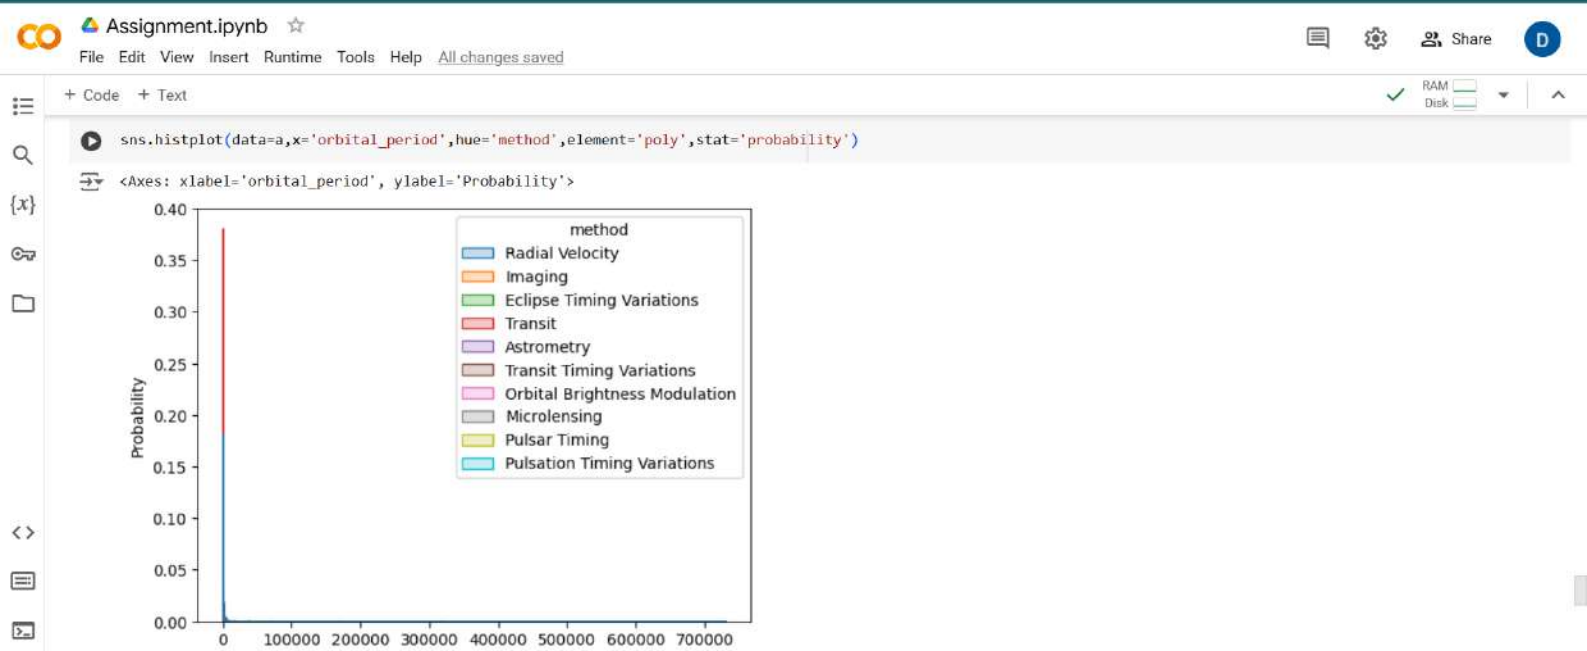 Assignment.ipynb
File Edit View Insert Runtime Tools Help All changes saved
Share
D
+ Code + Text
RAM
Disk
{x}
sns.histplot(data=a,x='orbital_period',hue='method',element='poly',stat='probability')
<Axes: xlabel='orbital_period', ylabel='Probability'>
0.40
0.35
0.30
0.25
0.20
0.15
0.10
0.05
0.00
Probability
method
Radial Velocity
Imaging
Eclipse Timing Variations
Transit
Astrometry
Transit Timing Variations
Orbital Brightness Modulation
Microlensing
Pulsar Timing
Pulsation Timing Variations
0 100000 200000 300000 400000 500000 600000 700000